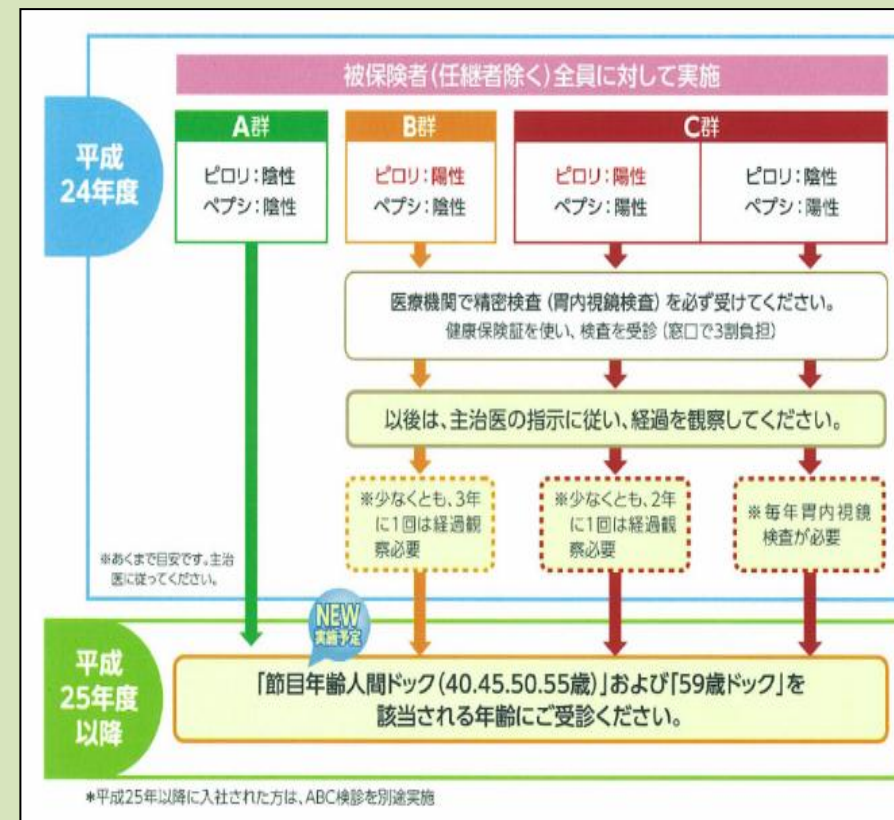 被保険者(任継者除く)全員に対して実施
平成
24年度
A群
ピロリ:陰性
ペプシ:陰性
B群
ピロリ:陽性
ペプシ:陰性
C群
ピロリ:陽性
ペプシ:陽性
ピロリ:陰性
ペプシ:陽性
医療機関で精密検査(胃内視鏡検査)を必ず受けてください。
健康保険証を使い、検査を受診(窓口で3割負担)
以後は、主治医の指示に従い、経過を観察してください。
※少なくとも、3年
に1回は経過観
察必要
※少なくとも、2年
に1回は経過観
察必要
※毎年胃内視鏡
検査が必要
※あくまで目安です。主治
医に従ってください。
NEW
実施予定
平成
25年度
以降
「節目年齢人間ドック(40.45.50.55歳)」および「59歳ドック」を
該当される年齢にご受診ください。
*平成25年以降に入社された方は、ABC検診を別途実施